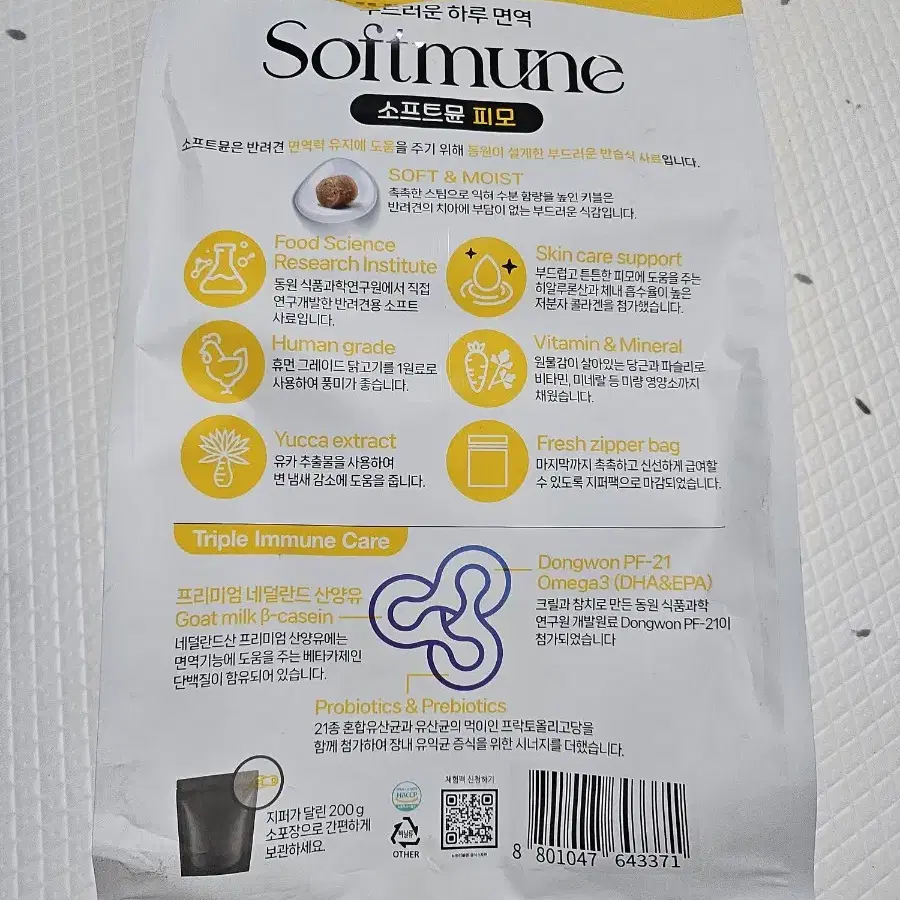 부드러운 하루 면역
Softmune
소프트뮨 피모
소프트뮨은 반려견 면역력 유지에 도움을 주기 위해 동원이 설계한 부드러운 반습식 사료입니다.
SOFT & MOIST
촉촉한 스팀으로 익혀 수분 함량을 높인 키블은
반려견의 치아에 부담이 없는 부드러운 식감입니다.
Food Science
Research Institute
동원 식품과학연구원에서 직접
연구개발한 반려견용 소프트
사료입니다.
Skin care support
부드럽고 튼튼한 피모에 도움을 주는
히알루론산과 체내 흡수율이 높은
저분자 콜라겐을 첨가했습니다.
Human grade
휴먼 그레이드 닭고기를 1원료로
사용하여 풍미가 좋습니다.
Vitamin & Mineral
원물감이 살아있는 당근과 파슬리로
비타민, 미네랄 등 미량 영양소까지
채웠습니다.
Yucca extract
유카 추출물을 사용하여
변 냄새 감소에 도움을 줍니다.
Fresh zipper bag
마지막까지 촉촉하고 신선하게 급여할
수 있도록 지퍼팩으로 마감되었습니다.
Triple Immune Care
프리미엄 네덜란드 산양유
Goat milk β-casein
네덜란드산 프리미엄 산양유에는
면역기능에 도움을 주는 베타카제인
단백질이 함유되어 있습니다.
Dongwon PF-21
Omega3 (DHA&EPA)
크릴과 참치로 만든 동원 식품과학
연구원 개발원료 Dongwon PF-21이
첨가되었습니다
Probiotics & Prebiotics
21종 혼합유산균과 유산균의 먹이인 프락토올리고당을
함께 첨가하여 장내 유익균 증식을 위한 시너지를 더했습니다.
지퍼가 달린 200g
소포장으로 간편하게
보관하세요.
HACCP
OTHER
체험팩 신청하기
8 801047 643371